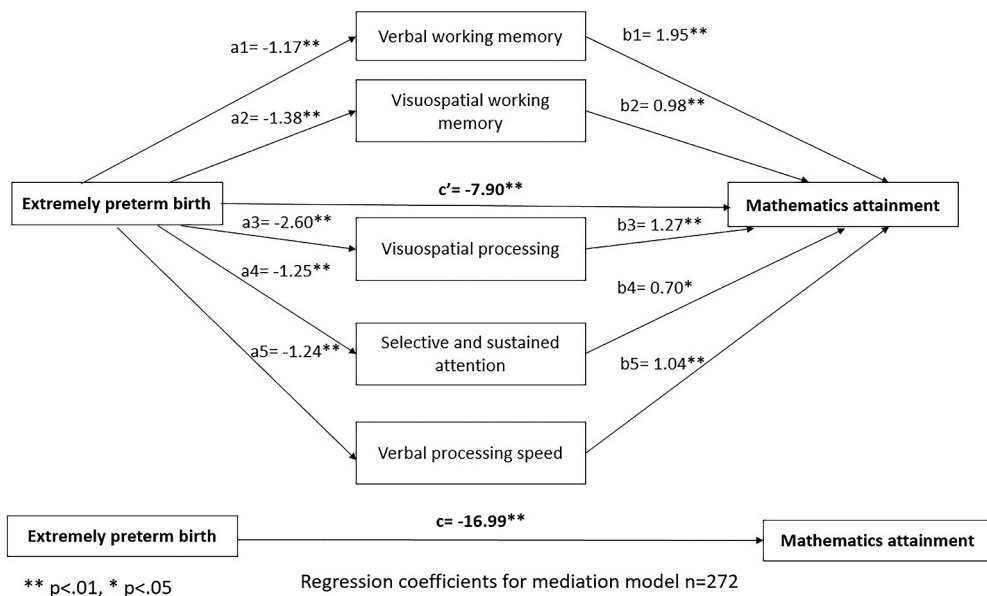 Verbal working memory
a1= -1.17**
b1= 1.95**
Visuospatial working
memory
a2= -1.38**
b2= 0.98**
Extremely preterm birth
c’= -7.90**
Mathematics attainment
a3= -2.60**
Visuospatial processing
b3= 1.27**
a4= -1.25**
b4= 0.70*
Selective and sustained
attention
a5= -1.24**
b5= 1.04**
Verbal processing speed
Extremely preterm birth
c= -16.99**
Mathematics attainment
** p<.01, * p<.05
Regression coefficients for mediation model n=272